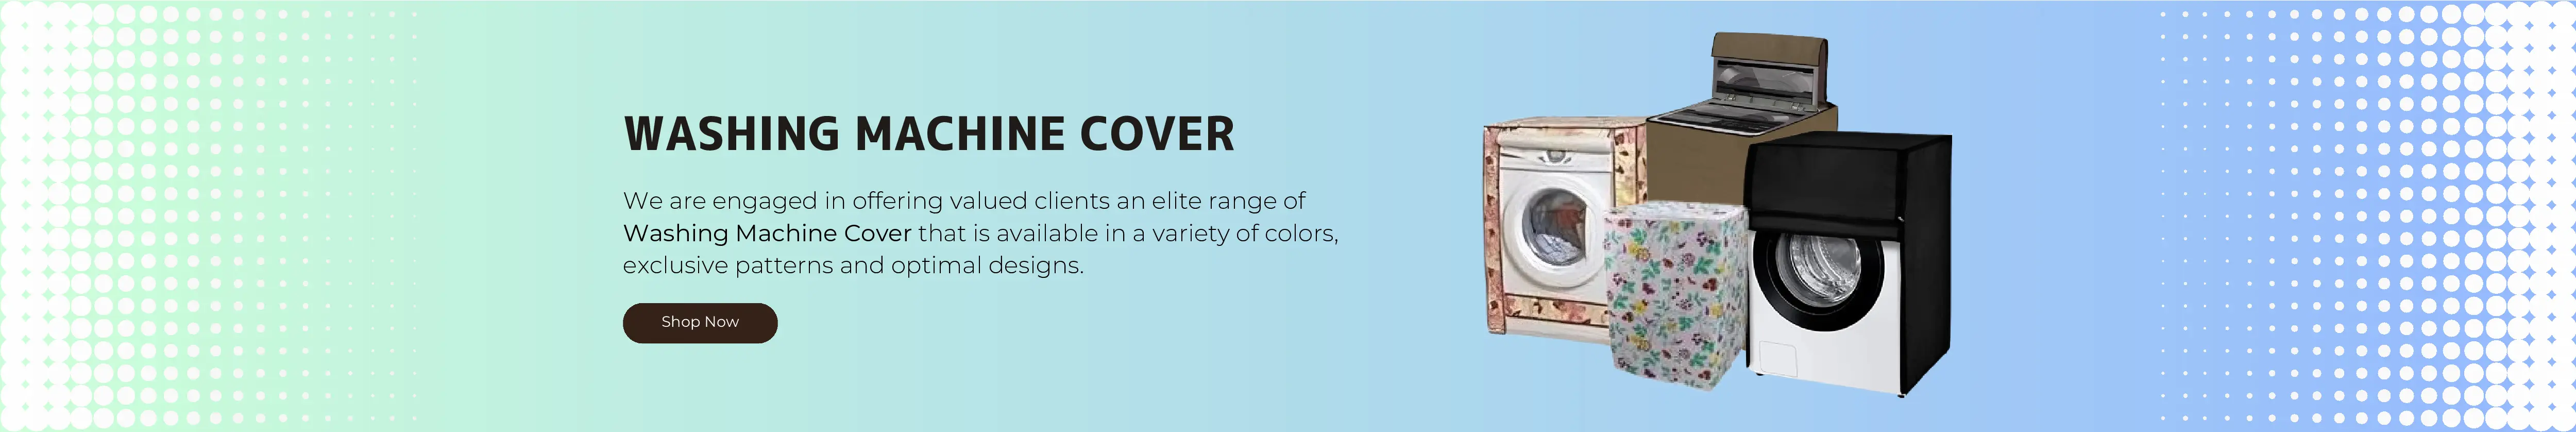 WASHING MACHINE COVER
We are engaged in offering valued clients an elite range of
Washing Machine Cover that is available in a variety of colors,
exclusive patterns and optimal designs.
Shop Now